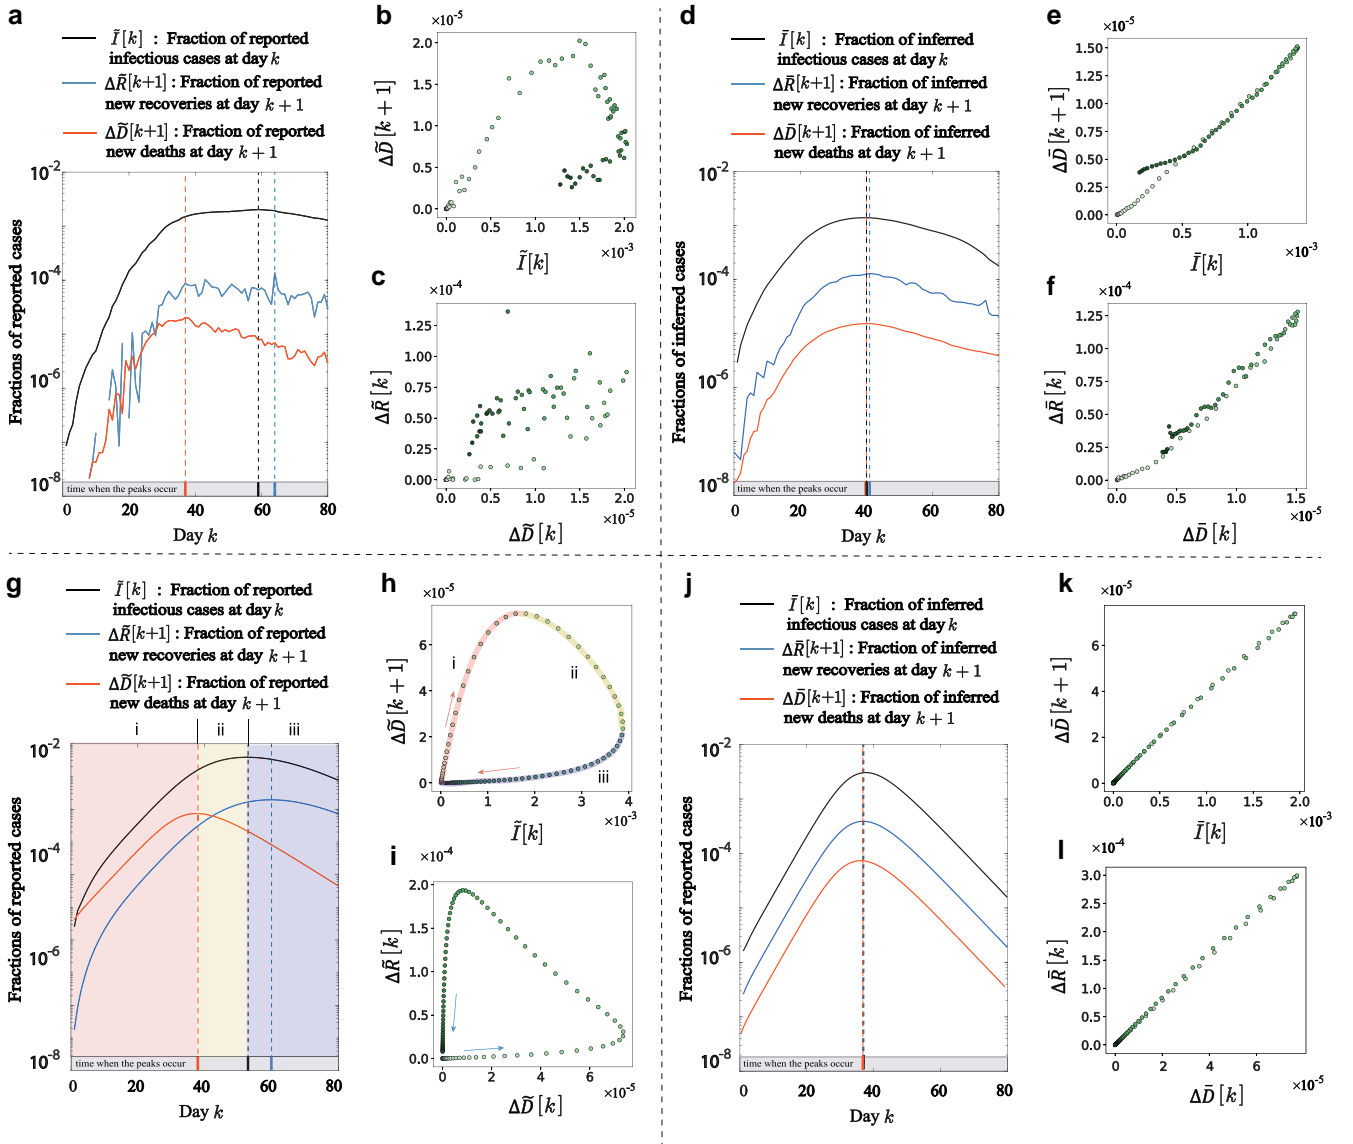 a
Ĩ[k] : Fraction of reported
infectious cases at day k
ΔR̃[k+1] : Fraction of reported
new recoveries at day k + 1
ΔD̃[k+1] : Fraction of reported
new deaths at day k + 1
Fractions of reported cases
10⁻²
10⁻⁴
10⁻⁶
10⁻⁸
time when the peaks occur
0 20 40 60 80
Day k
b
×10⁻⁵
ΔD̃[k + 1]
2.0
1.5
1.0
0.5
0.0
0.0 0.5 1.0 1.5 2.0
×10⁻³
Ĩ[k]
c
×10⁻⁴
ΔR̃[k]
1.25
1.00
0.75
0.50
0.25
0.00
0.0 0.5 1.0 1.5 2.0
×10⁻⁵
ΔD̃[k]
d
Ī[k] : Fraction of inferred
infectious cases at day k
ΔR̄[k+1] : Fraction of inferred
new recoveries at day k + 1
ΔD̄[k+1] : Fraction of inferred
new deaths at day k + 1
Fractions of inferred cases
10⁻²
10⁻⁴
10⁻⁶
10⁻⁸
time when the peaks occur
0 20 40 60 80
Day k
e
×10⁻⁵
ΔD̄[k + 1]
1.50
1.25
1.00
0.75
0.50
0.25
0.00
0.0 0.5 1.0
×10⁻³
Ī[k]
f
×10⁻⁴
ΔR̄[k]
1.25
1.00
0.75
0.50
0.25
0.00
0.0 0.5 1.0 1.5
×10⁻⁵
ΔD̄[k]
g
Ĩ[k] : Fraction of reported
infectious cases at day k
ΔR̃[k+1] : Fraction of reported
new recoveries at day k + 1
ΔD̃[k+1] : Fraction of reported
new deaths at day k + 1
i ii iii
Fractions of reported cases
10⁻²
10⁻⁴
10⁻⁶
10⁻⁸
time when the peaks occur
0 20 40 60 80
Day k
h
×10⁻⁵
ΔD̃[k + 1]
6
4
2
0
i
ii
iii
0 1 2 3 4
×10⁻³
Ĩ[k]
i
×10⁻⁴
ΔR̃[k]
2.0
1.5
1.0
0.5
0.0
0 2 4 6
×10⁻⁵
ΔD̃[k]
j
Ī[k] : Fraction of inferred
infectious cases at day k
ΔR̄[k+1] : Fraction of inferred
new recoveries at day k + 1
ΔD̄[k+1] : Fraction of inferred
new deaths at day k + 1
Fractions of reported cases
10⁻²
10⁻⁴
10⁻⁶
10⁻⁸
time when the peaks occur
0 20 40 60 80
Day k
k
×10⁻⁵
ΔD̄[k + 1]
6
4
2
0
0.0 0.5 1.0 1.5 2.0
×10⁻³
Ī[k]
l
×10⁻⁴
ΔR̄[k]
3.0
2.5
2.0
1.5
1.0
0.5
0.0
0 2 4 6
×10⁻⁵
ΔD̄[k]